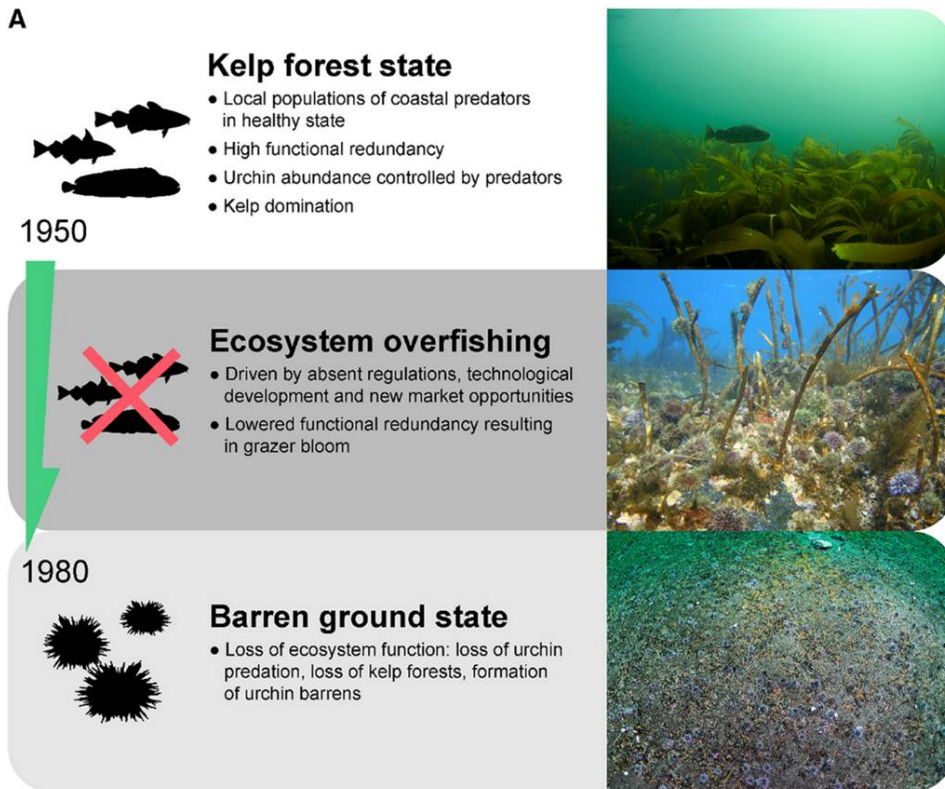 A
Kelp forest state
● Local populations of coastal predators
in healthy state
● High functional redundancy
● Urchin abundance controlled by predators
● Kelp domination
1950
Ecosystem overfishing
● Driven by absent regulations, technological
development and new market opportunities
● Lowered functional redundancy resulting
in grazer bloom
1980
Barren ground state
● Loss of ecosystem function: loss of urchin
predation, loss of kelp forests, formation
of urchin barrens